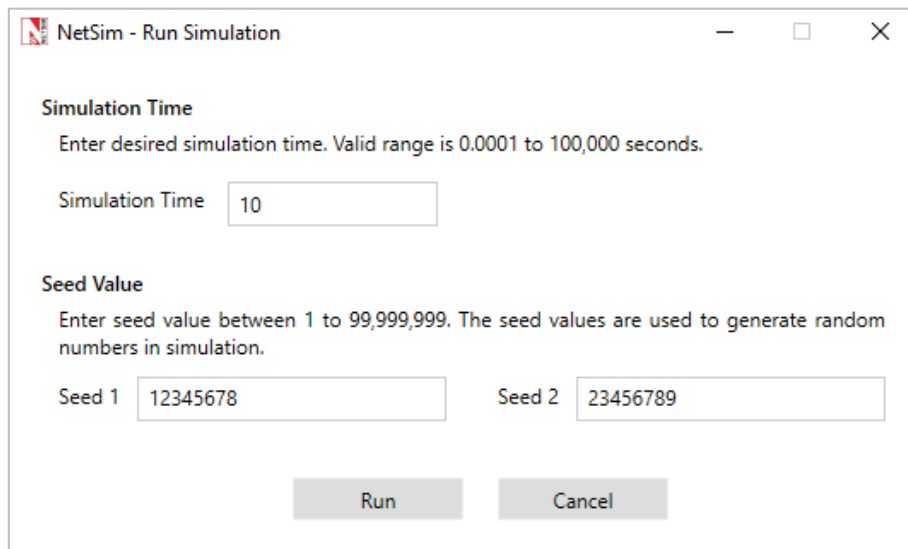 NetSim - Run Simulation
Simulation Time
Enter desired simulation time. Valid range is 0.0001 to 100,000 seconds.
Simulation Time 10
Seed Value
Enter seed value between 1 to 99,999,999. The seed values are used to generate random
numbers in simulation.
Seed 1 12345678 Seed 2 23456789
Run Cancel